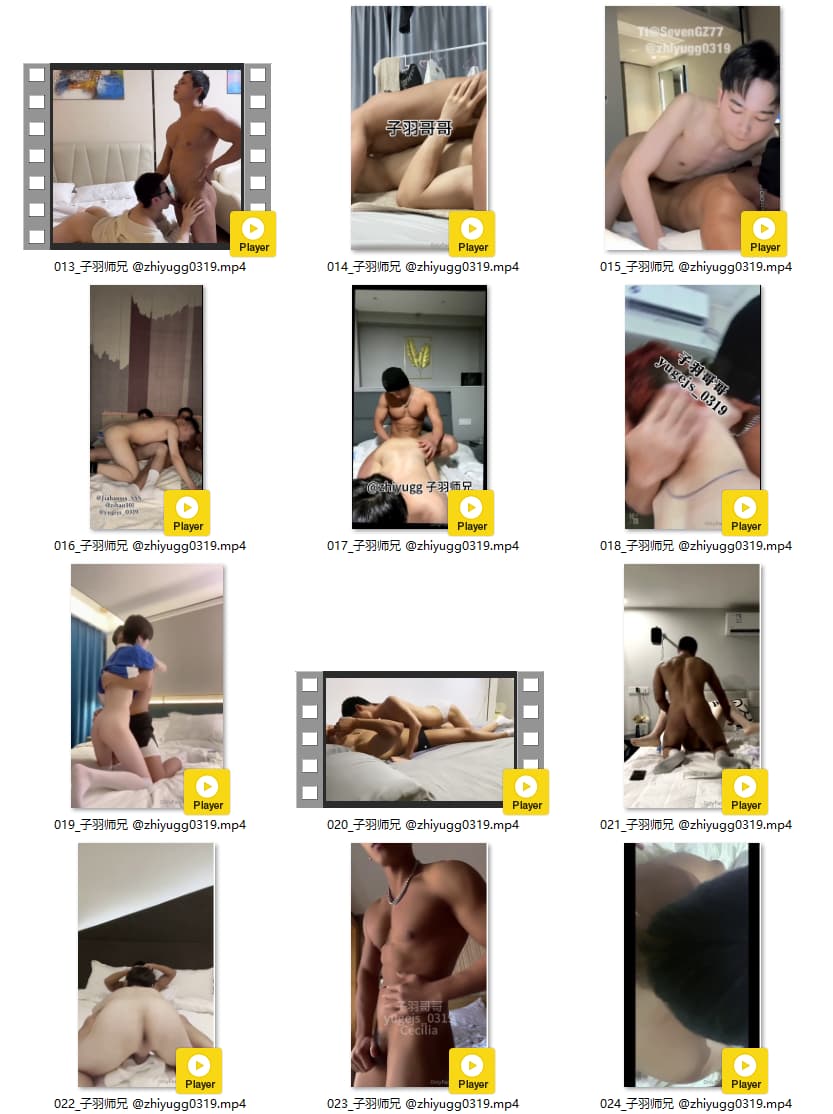 TI@SevenGZ77
@zhiyugg0319
子羽哥哥
Player
Player
Player
013_子羽师兄 @zhiyugg0319.mp4
014_子羽师兄 @zhiyugg0319.mp4
015_子羽师兄 @zhiyugg0319.mp4
子羽哥哥
yugejs_0319
@zhiyugg 子羽师兄
@yugejs_0319
Player
Player
Player
016_子羽师兄 @zhiyugg0319.mp4
017_子羽师兄 @zhiyugg0319.mp4
018_子羽师兄 @zhiyugg0319.mp4
Player
Player
Player
019_子羽师兄 @zhiyugg0319.mp4
020_子羽师兄 @zhiyugg0319.mp4
021_子羽师兄 @zhiyugg0319.mp4
子羽哥哥
yugejs_0319
Cecilia
Player
Player
Player
022_子羽师兄 @zhiyugg0319.mp4
023_子羽师兄 @zhiyugg0319.mp4
024_子羽师兄 @zhiyugg0319.mp4